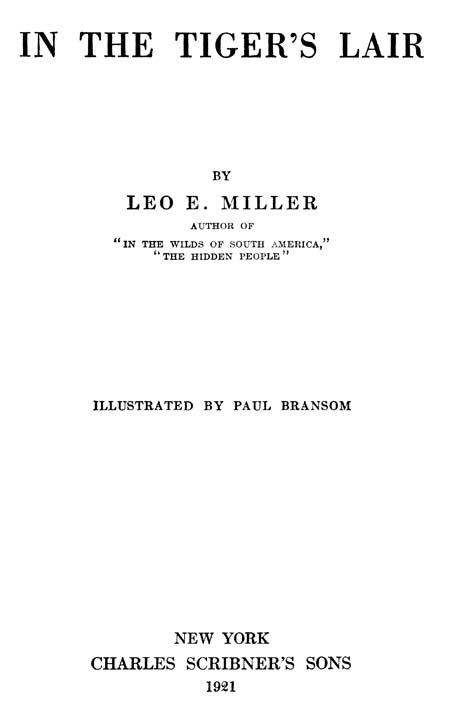 IN THE TIGER’S LAIR
BY
LEO E. MILLER
AUTHOR OF
“IN THE WILDS OF SOUTH AMERICA,”
“THE HIDDEN PEOPLE”
ILLUSTRATED BY PAUL BRANSOM
NEW YORK
CHARLES SCRIBNER’S SONS
1921